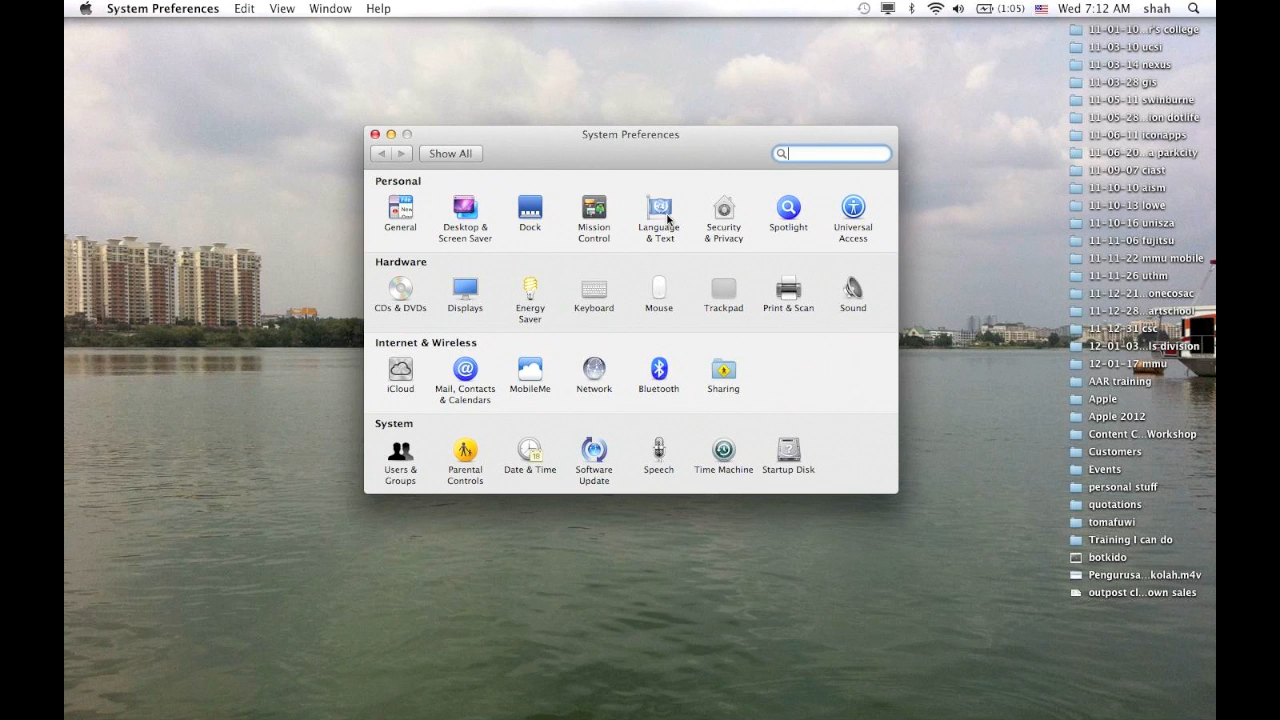 System Preferences Edit View Window Help
(1:05) Wed 7:12 AM shah
System Preferences
Show All
Personal
General
Desktop & Screen Saver
Dock
Mission Control
Language & Text
Security & Privacy
Spotlight
Universal Access
Hardware
CDs & DVDs
Displays
Energy Saver
Keyboard
Mouse
Trackpad
Print & Scan
Sound
Internet & Wireless
iCloud
Mail, Contacts & Calendars
MobileMe
Network
Bluetooth
Sharing
System
Users & Groups
Parental Controls
Date & Time
Software Update
Speech
Time Machine
Startup Disk
11-01-10...r's college
11-03-10 ucsi
11-03-14 nexus
11-03-28 gis
11-05-11 swinburne
11-05-28...ion dotlife
11-06-11 iconapps
11-06-20...a parkcity
11-09-07 ciast
11-10-10 aism
11-10-13 lowe
11-10-16 unisza
11-11-06 fujitsu
11-11-22 mmu mobile
11-11-26 uthm
11-12-21...onecosac
11-12-28...artschool
11-12-31 csc
12-01-03...ls division
12-01-17 mmu
AAR training
Apple
Apple 2012
Content C...Workshop
Customers
Events
personal stuff
quotations
tomafuwi
Training I can do
botkido
Pengurusa...kolah.m4v
outpost cl...own sales